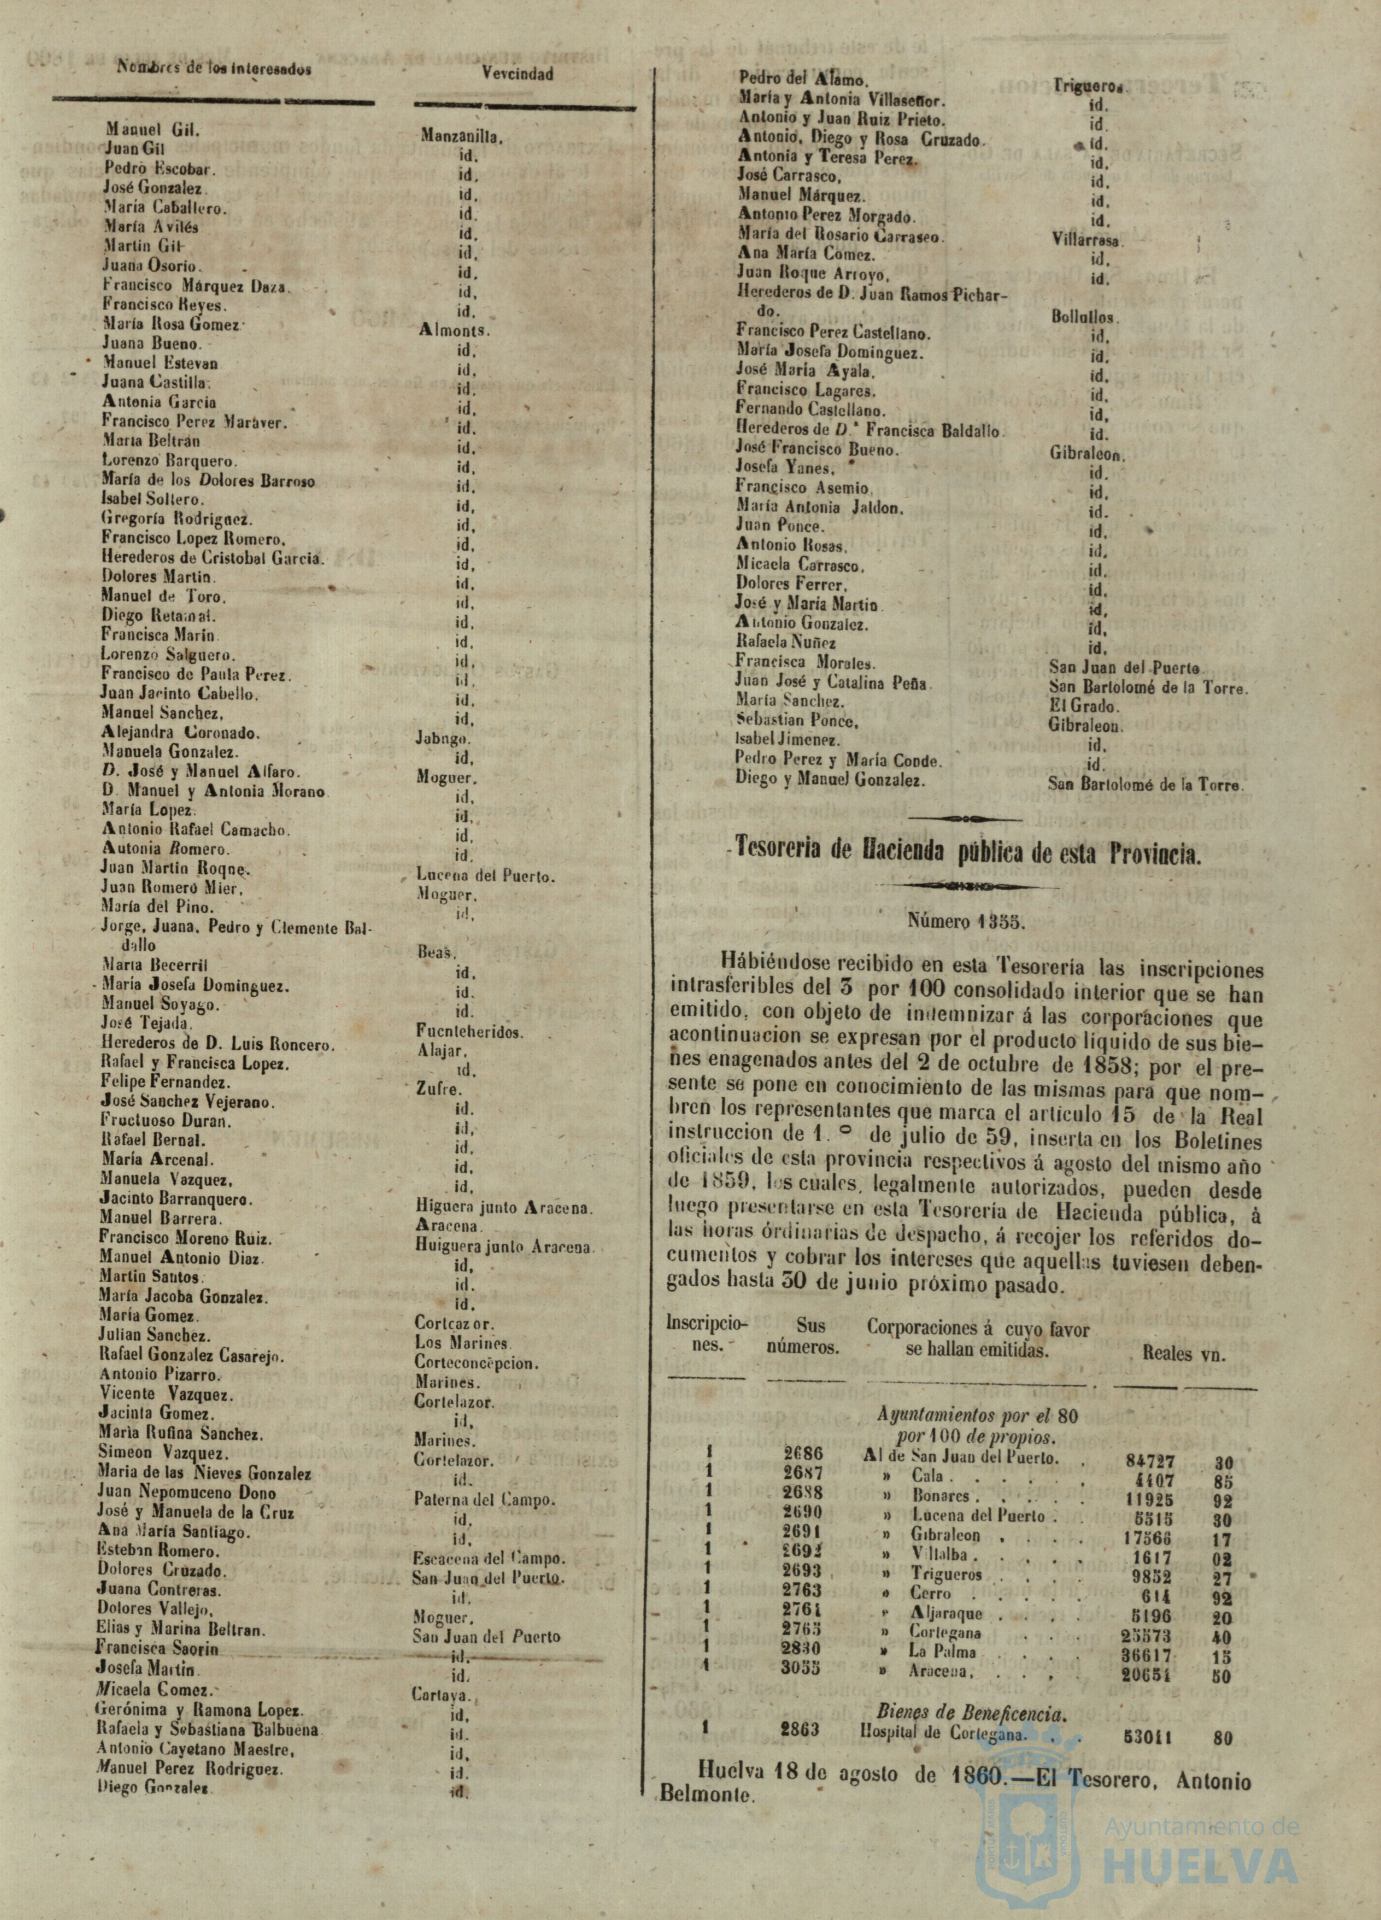 Nombres de los interesados Vevcindad
Manuel Gil. Manzanilla.
Juan Gil id.
Pedro Escobar. id.
José Gonzalez. id.
María Caballero. id.
María Avilés id.
Martin Gil id.
Juana Osorio. id.
Francisco Márquez Daza. id.
Francisco Reyes. id.
María Rosa Gomez Almonts.
Juana Bueno. id.
Manuel Estevan id.
Juana Castilla. id.
Antonia Garcia id.
Francisco Perez Maraver. id.
Maria Beltrán id.
Lorenzo Barquero. id.
María de los Dolores Barroso id.
Isabel Soltero. id.
Gregoría Rodriguez. id.
Francisco Lopez Romero. id.
Herederos de Cristobal Garcia. id.
Dolores Martin. id.
Manuel de Toro. id.
Diego Retamal. id.
Francisca Marin. id.
Lorenzo Salguero. id.
Francisco de Paula Perez. id.
Juan Jacinto Cabello. id.
Manuel Sanchez, id.
Alejandra Coronado. Jabugo.
Manuela Gonzalez. id.
D. José y Manuel Alfaro. Moguer.
D. Manuel y Antonia Morano. id.
María Lopez. id.
Antonio Rafael Camacho. id.
Autonia Romero. id.
Juan Martin Roque. Lucena del Puerto.
Juan Romero Mier, Moguer.
María del Pino. id.
Jorge, Juana, Pedro y Clemente Bal-
dallo Beas.
Maria Becerril id.
María Josefa Dominguez. id.
Manuel Soyago. id.
José Tejada. Fuenteheridos.
Herederos de D. Luis Roncero. Alajar.
Rafael y Francisca Lopez. id.
Felipe Fernandez. Zufre.
José Sanchez Vejerano. id.
Fructuoso Duran. id.
Rafael Bernal. id.
María Arcenal. id.
Manuela Vazquez, id.
Jacinto Barranquero. Higuera junto Aracena.
Manuel Barrera. Aracena.
Francisco Moreno Ruiz. Huiguera junto Aracena.
Manuel Antonio Diaz. id.
Martin Santos. id.
María Jacoba Gonzalez. id.
María Gomez. Cortcazor.
Julian Sanchez. Los Marines.
Rafael Gonzalez Casarejo. Corteconcepcion.
Antonio Pizarro. Marines.
Vicente Vazquez. Cortelazor.
Jacinta Gomez. id.
Maria Rufina Sanchez. Marines.
Simeon Vazquez. Cortelazor.
Maria de las Nieves Gonzalez id.
Juan Nepomuceno Dono Paterna del Campo.
José y Manuela de la Cruz id.
Ana María Santiago. id.
Esteban Romero. Escacena del Campo.
Dolores Cruzado. San Juan del Puerto.
Juana Contreras. id.
Dolores Vallejo, Moguer.
Elias y Marina Beltran. San Juan del Puerto
Francisca Saorin id.
Josefa Martin id.
Micaela Comez. Cartaya.
Gerónima y Ramona Lopez. id.
Rafaela y Sebastiana Balbuena id.
Antonio Cayetano Maestre, id.
Manuel Perez Rodriguez. id.
Diego Gonzalez id.
Pedro del Alamo. Trigueros.
María y Antonia Villaseñor. id.
Antonio y Juan Ruiz Prieto. id.
Antonio, Diego y Rosa Cruzado. id.
Antonia y Teresa Perez. id.
José Carrasco, id.
Manuel Márquez. id.
Antonio Perez Morgado. id.
María del Rosario Carrasco. Villarrasa.
Ana María Comez. id.
Juan Roque Arroyo, id.
Herederos de D. Juan Ramos Pichar-
do. Bollullos.
Francisco Perez Castellano. id.
María Josefa Dominguez. id.
José María Ayala. id.
Francisco Lagares. id.
Fernando Castellano. id.
Herederos de D.ª Francisca Baldallo. id.
José Francisco Bueno. Gibraleon.
Josefa Yanes. id.
Francisco Asemio. id.
María Antonia Jaldon. id.
Juan Ponce. id.
Antonio Rosas. id.
Micaela Carrasco. id.
Dolores Ferrer. id.
José y María Martin. id.
Antonio Gonzalez. id.
Rafaela Nuñez id.
Francisca Morales. San Juan del Puerto
Juan José y Catalina Peña. San Bartolomé de la Torre.
María Sanchez. El Grado.
Sebastian Ponce, Gibraleon.
Isabel Jimenez. id.
Pedro Perez y María Conde. id.
Diego y Manuel Gonzalez. San Bartolomé de la Torre.
Tesoreria de Hacienda pública de esta Provincia.
Número 1355.
Hábiéndose recibido en esta Tesorería las inscripciones
intrasferibles del 3 por 100 consolidado interior que se han
emitido, con objeto de indemnizar á las corporaciones que
acontinuacion se expresan por el producto líquido de sus bie-
nes enagenados antes del 2 de octubre de 1858; por el pre-
sente se pone en conocimiento de las mismas para que nom-
bren los representantes que marca el artículo 15 de la Real
instruccion de 1.º de julio de 59, inserta en los Boletines
oficiales de esta provincia respectivos á agosto del mismo año
de 1859, los cuales, legalmente autorizados, pueden desde
luego presentarse en esta Tesorería de Hacienda pública, á
las horas órdinarias de despacho, á recojer los referidos do-
cumentos y cobrar los intereses que aquellas tuviesen deben-
gados hasta 30 de junio próximo pasado.
Inscripcio- Sus Corporaciones á cuyo favor
nes. números. se hallan emitidas. Reales vn.
Ayuntamientos por el 80
por 100 de propios.
1 2686 Al de San Juan del Puerto. . 84727 30
1 2687 » Cala . . . . . . 4407 85
1 2688 » Bonares . . . . . 11925 92
1 2690 » Lucena del Puerto . . 5515 30
1 2691 » Gibraleon . . . . 17566 17
1 2692 » Villalba . . . . . 1617 02
1 2693 » Trigueros . . . . 9852 27
1 2763 » Cerro . . . . . 614 92
1 2764 » Aljaraque . . . . 5196 20
1 2765 » Cortegana . . . 25573 40
1 2830 » La Palma . . . . 36617 15
1 3055 » Aracena, . . . . 20651 50
Bienes de Beneficencia.
1 2863 Hospital de Cortegana. . . 53011 80
Huelva 18 de agosto de 1860.—El Tesorero, Antonio
Belmonte.
Ayuntamiento de
HUELVA